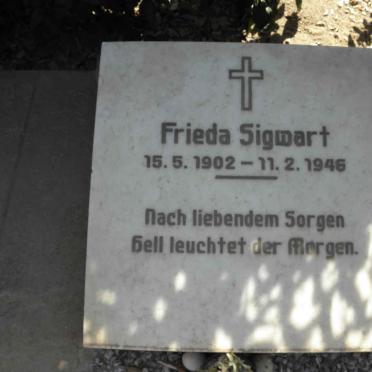 Frieda Sigwart
15. 5. 1902 – 11. 2. 1946
Nach liebendem Sorgen
Hell leuchtet der Morgen.